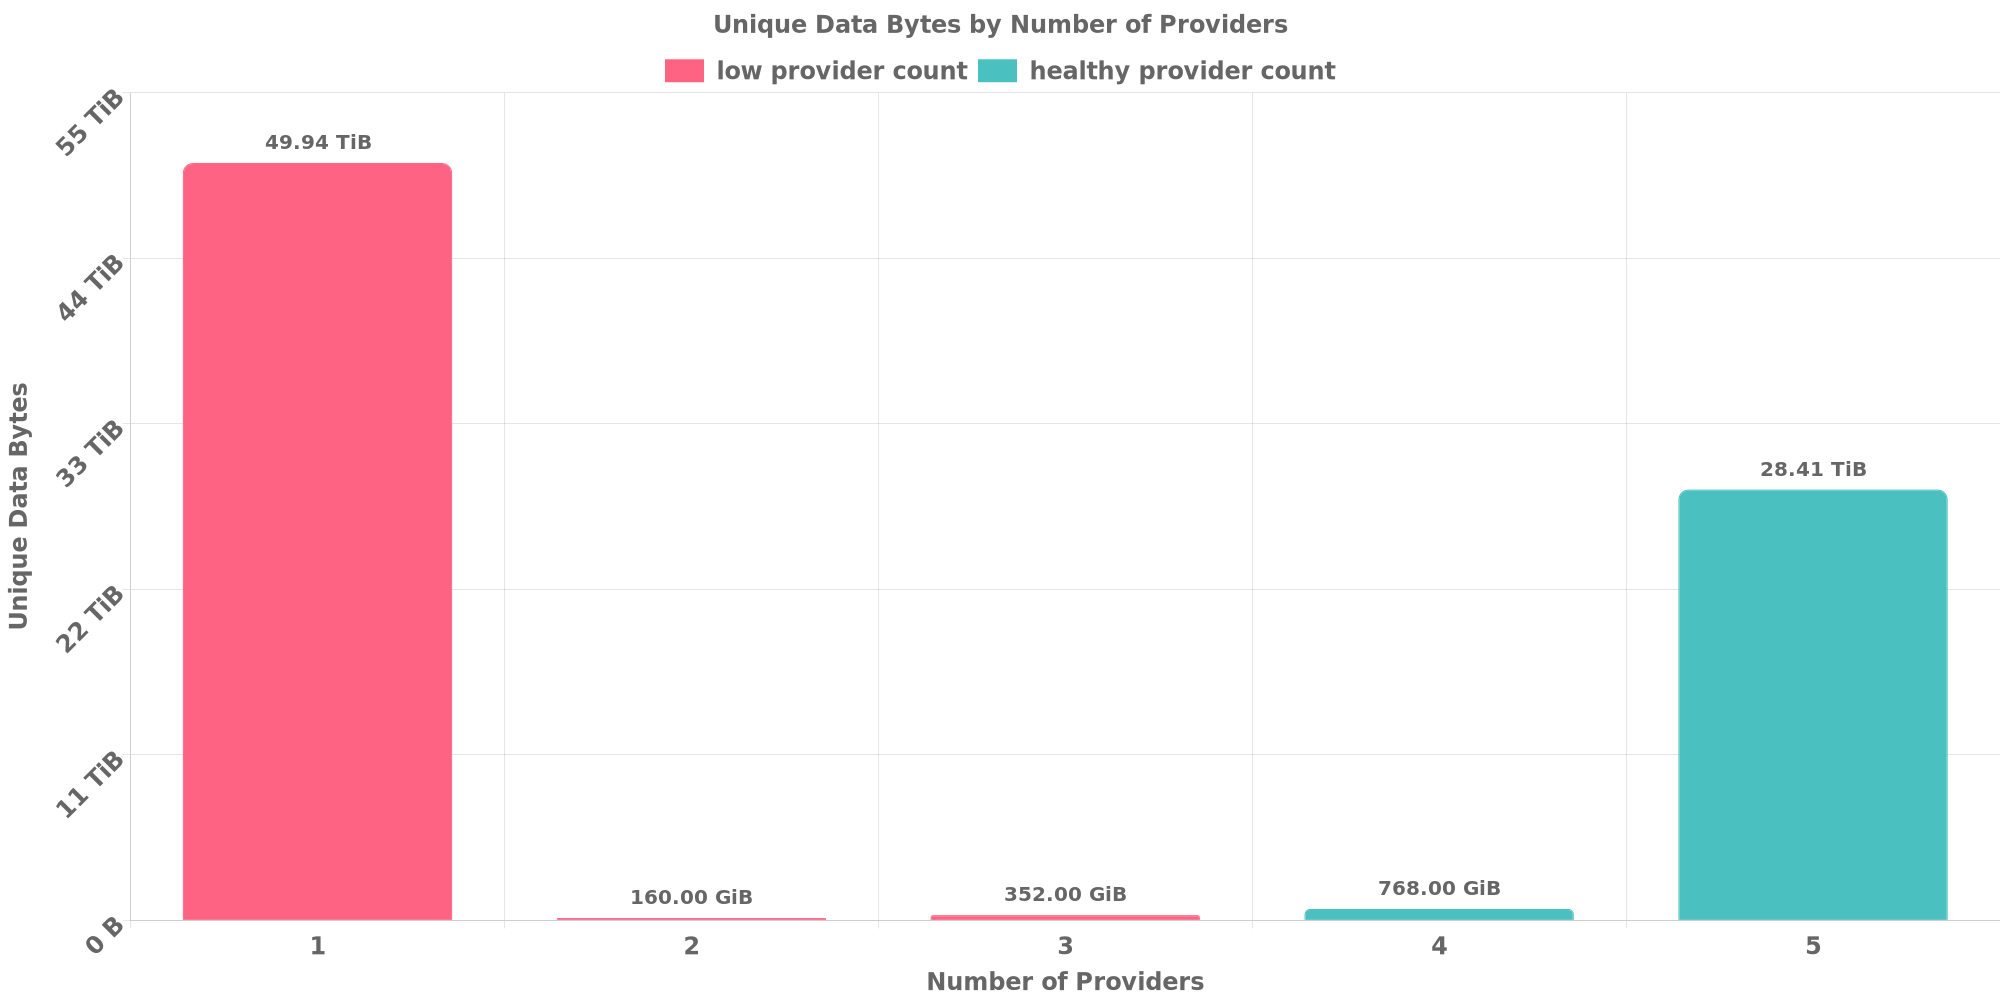 Unique Data Bytes by Number of Providers
low provider count healthy provider count
55 TiB
44 TiB
33 TiB
22 TiB
11 TiB
0 B
Unique Data Bytes
49.94 TiB
160.00 GiB
352.00 GiB
768.00 GiB
28.41 TiB
1 2 3 4 5
Number of Providers